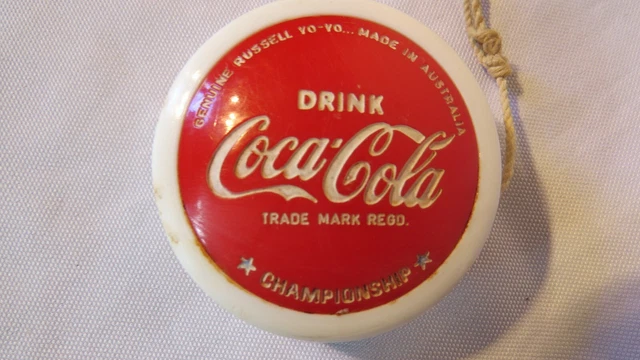 GENUINE RUSSELL YO-YO... MADE IN AUSTRALIA
DRINK
Coca-Cola
TRADE MARK REGD.
CHAMPIONSHIP